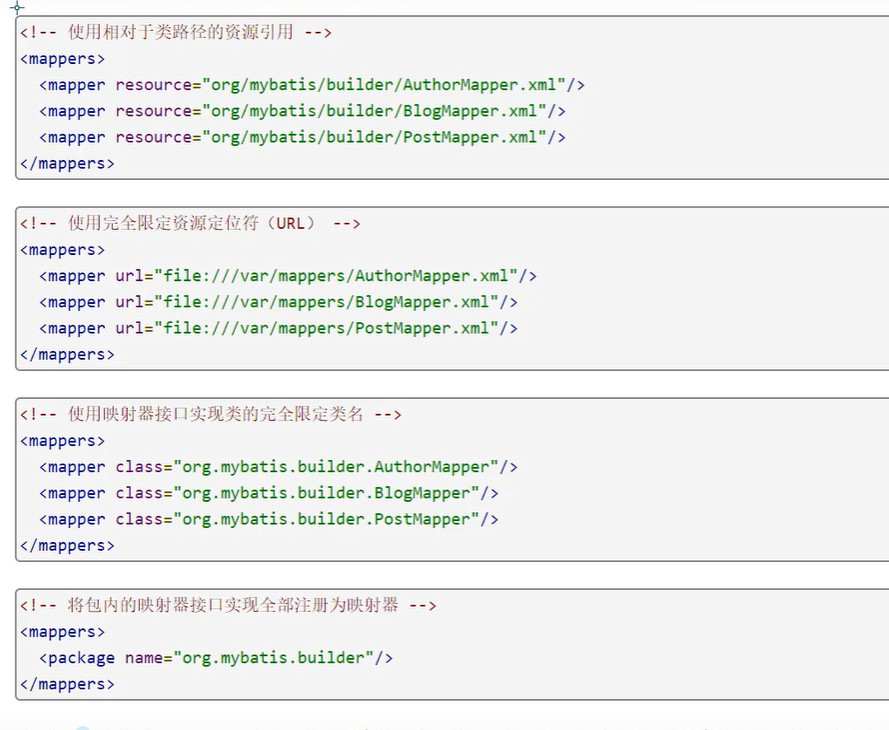 <!-- 使用相对于类路径的资源引用 -->
<mappers>
  <mapper resource="org/mybatis/builder/AuthorMapper.xml"/>
  <mapper resource="org/mybatis/builder/BlogMapper.xml"/>
  <mapper resource="org/mybatis/builder/PostMapper.xml"/>
</mappers>
<!-- 使用完全限定资源定位符（URL） -->
<mappers>
  <mapper url="file:///var/mappers/AuthorMapper.xml"/>
  <mapper url="file:///var/mappers/BlogMapper.xml"/>
  <mapper url="file:///var/mappers/PostMapper.xml"/>
</mappers>
<!-- 使用映射器接口实现类的完全限定类名 -->
<mappers>
  <mapper class="org.mybatis.builder.AuthorMapper"/>
  <mapper class="org.mybatis.builder.BlogMapper"/>
  <mapper class="org.mybatis.builder.PostMapper"/>
</mappers>
<!-- 将包内的映射器接口实现全部注册为映射器 -->
<mappers>
  <package name="org.mybatis.builder"/>
</mappers>